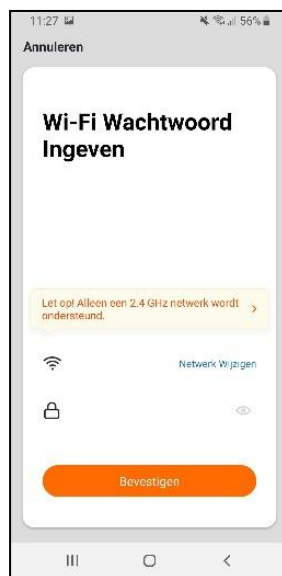 11:27 56%
Annuleren
Wi-Fi Wachtwoord
Ingeven
Let op! Alleen een 2.4 GHz netwerk wordt
ondersteund.
Netwerk Wijzigen
Bevestigen